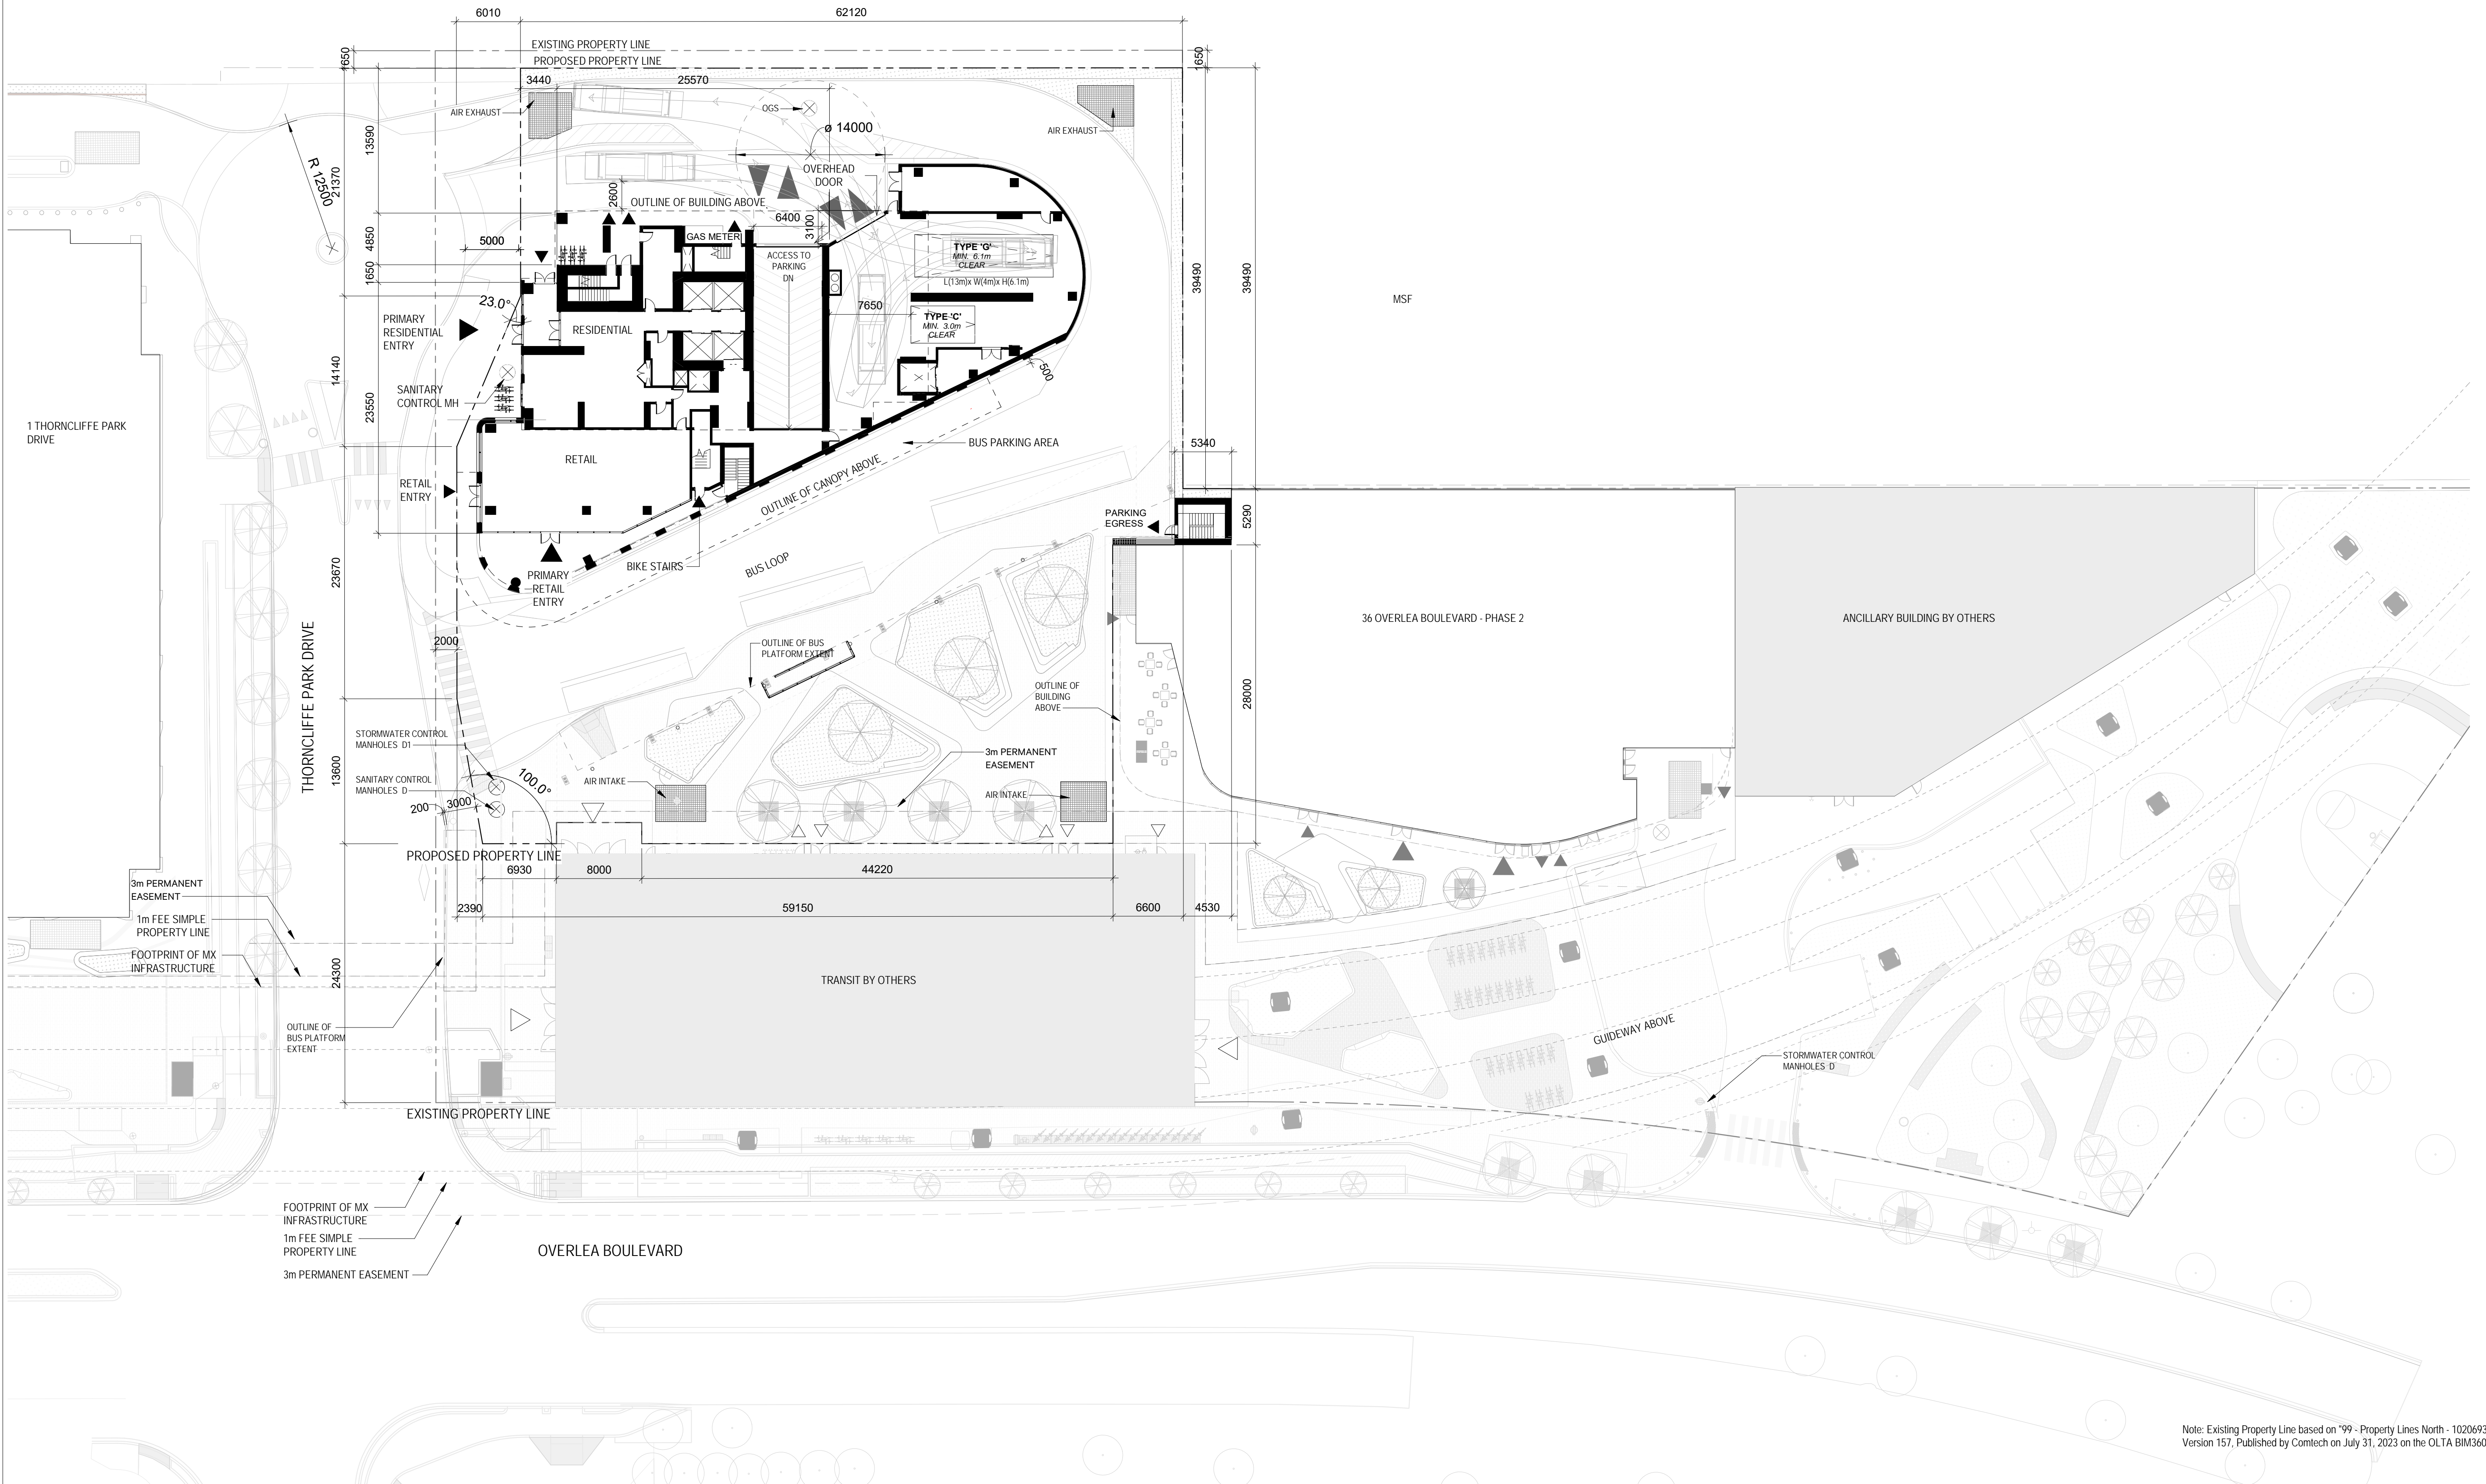 6010
62120
1650
EXISTING PROPERTY LINE
PROPOSED PROPERTY LINE
1650
3440
25570
AIR EXHAUST
OGS
ø 14000
AIR EXHAUST
13590
21370
R 12500
OVERHEAD
DOOR
2600
OUTLINE OF BUILDING ABOVE
6400
3100
4850
5000
GAS METER
ACCESS TO
PARKING
DN
TYPE 'G'
MIN. 6.1m
CLEAR
L(13m)x W(4m)x H(6.1m)
39490
39490
1650
23.0°
7650
MSF
PRIMARY
RESIDENTIAL
ENTRY
RESIDENTIAL
TYPE 'C'
MIN. 3.0m
CLEAR
14140
500
SANITARY
CONTROL MH
23550
1 THORNCLIFFE PARK
DRIVE
BUS PARKING AREA
5340
RETAIL
OUTLINE OF CANOPY ABOVE
RETAIL
ENTRY
PARKING
EGRESS
5290
23670
BUS LOOP
BIKE STAIRS
PRIMARY
RETAIL
ENTRY
36 OVERLEA BOULEVARD - PHASE 2
ANCILLARY BUILDING BY OTHERS
THORNCLIFFE PARK DRIVE
2000
OUTLINE OF BUS
PLATFORM EXTENT
OUTLINE OF
BUILDING
ABOVE
28000
STORMWATER CONTROL
MANHOLES D1
3m PERMANENT
EASEMENT
13600
SANITARY CONTROL
MANHOLES D
100.0°
AIR INTAKE
AIR INTAKE
200
3000
PROPOSED PROPERTY LINE
6930
8000
44220
3m PERMANENT
EASEMENT
2390
59150
6600
4530
1m FEE SIMPLE
PROPERTY LINE
FOOTPRINT OF MX
INFRASTRUCTURE
24300
TRANSIT BY OTHERS
OUTLINE OF
BUS PLATFORM
EXTENT
GUIDEWAY ABOVE
STORMWATER CONTROL
MANHOLES D
EXISTING PROPERTY LINE
FOOTPRINT OF MX
INFRASTRUCTURE
1m FEE SIMPLE
PROPERTY LINE
OVERLEA BOULEVARD
3m PERMANENT EASEMENT
Note: Existing Property Line based on "99 - Property Lines North - 1020693
Version 157, Published by Comtech on July 31, 2023 on the OLTA BIM360